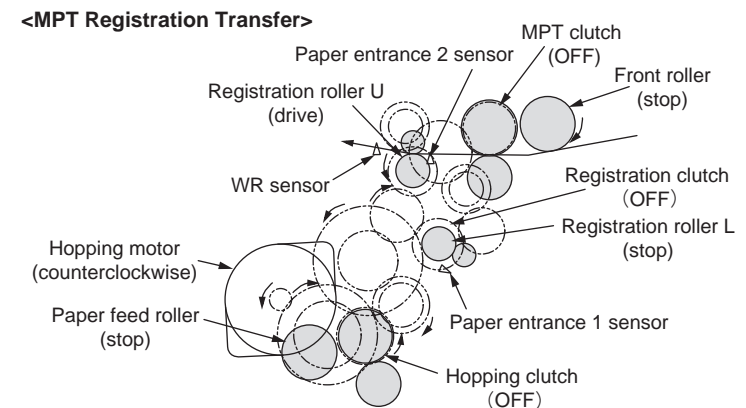 <MPT Registration Transfer>
MPT clutch
(OFF)
Paper entrance 2 sensor
Front roller
(stop)
Registration roller U
(drive)
WR sensor
Registration clutch
（OFF）
Registration roller L
(stop)
Hopping motor
(counterclockwise)
Paper feed roller
(stop)
Paper entrance 1 sensor
Hopping clutch
（OFF）